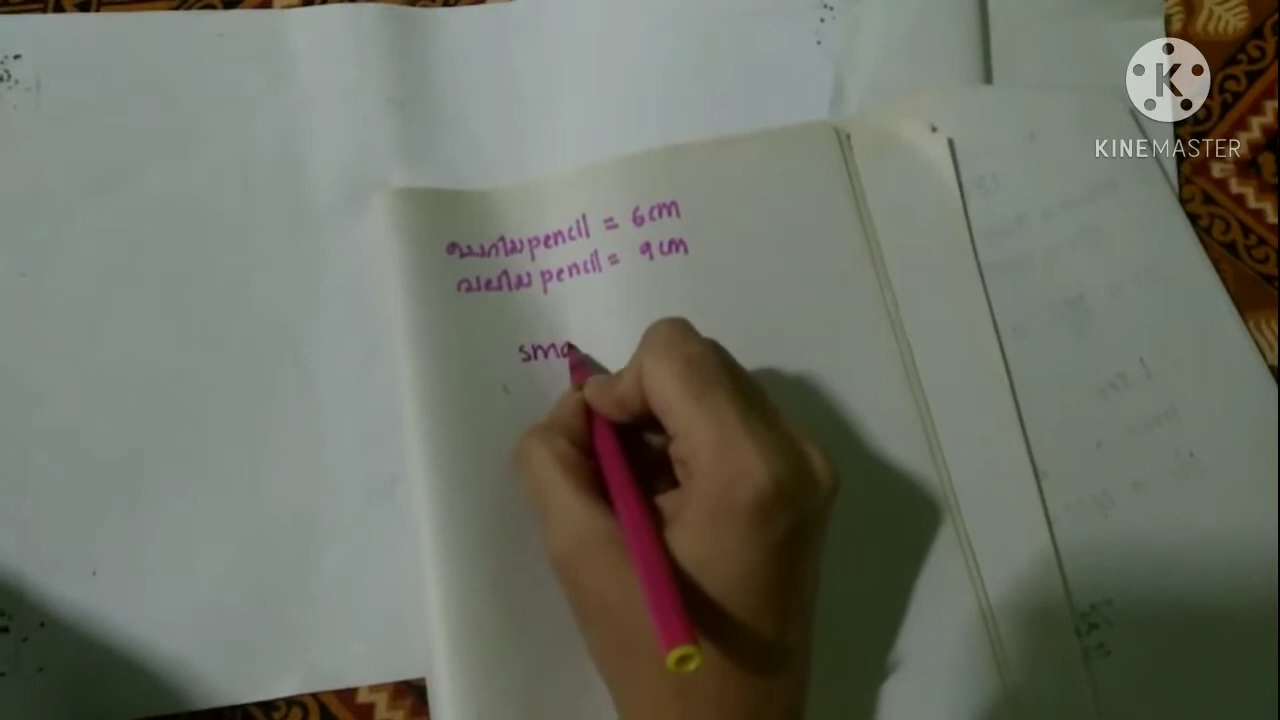 ചെറിയ pencil = 6cm
വലിയ pencil = 9cm
sma
K
KINEMASTER